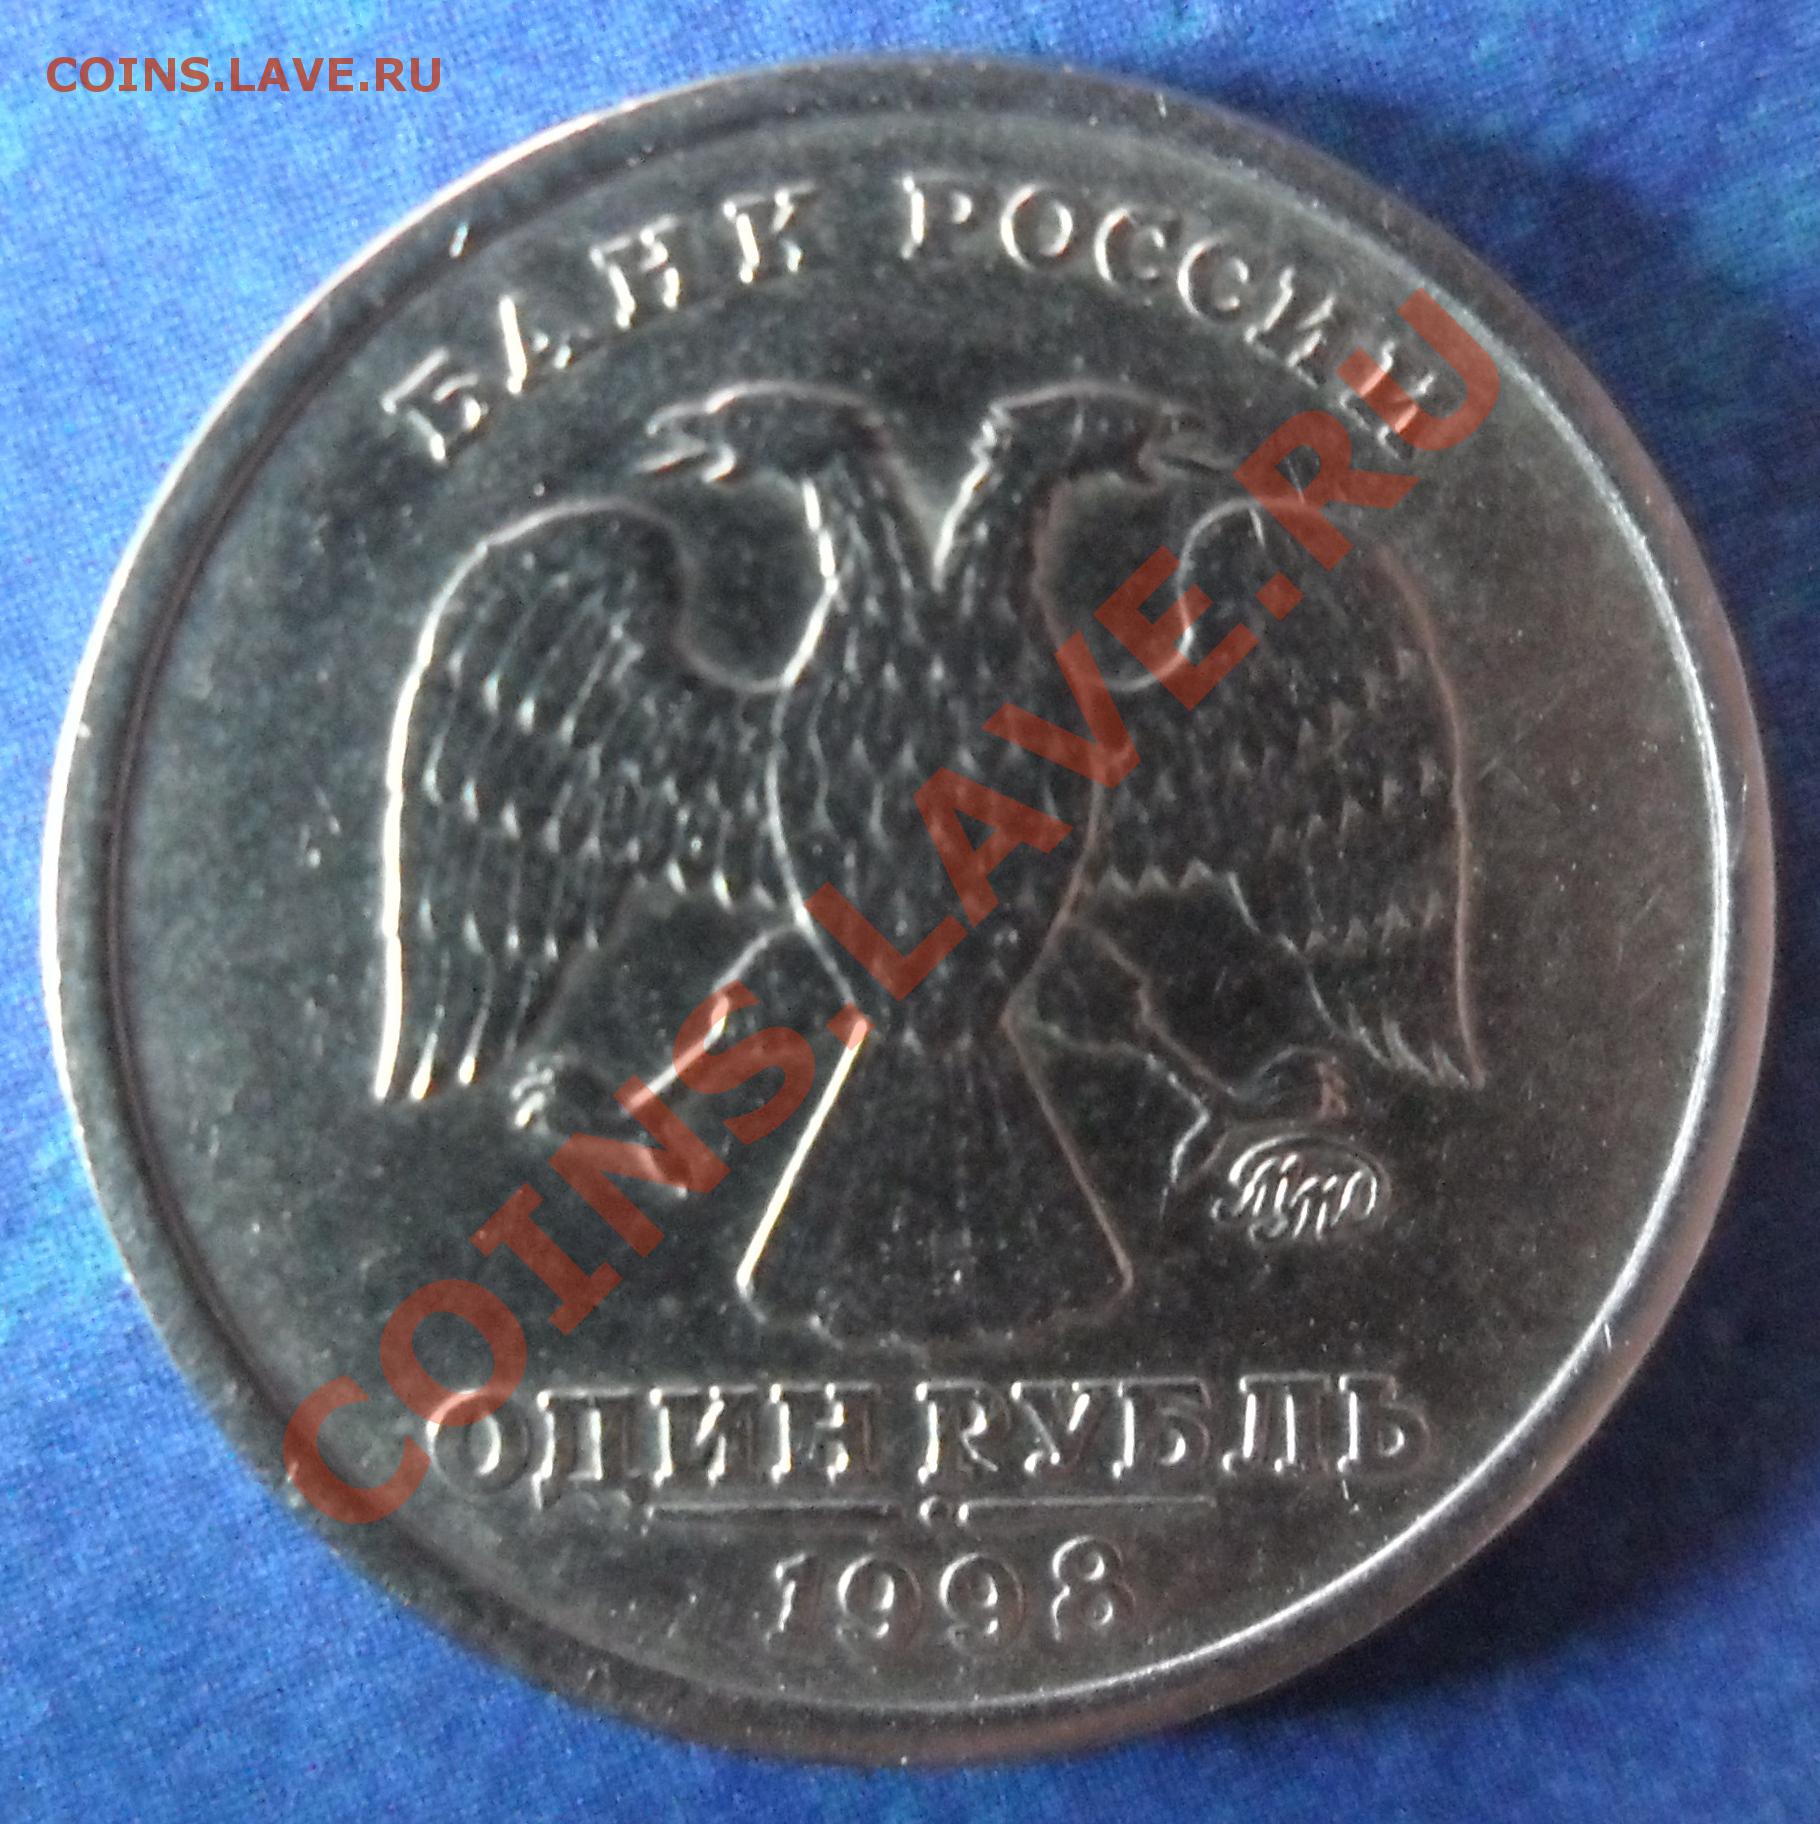 COINS.LAVE.RU
БАНК РОССИИ
COINS.LAVE.RU
ММД
ОДИН РУБЛЬ
1998